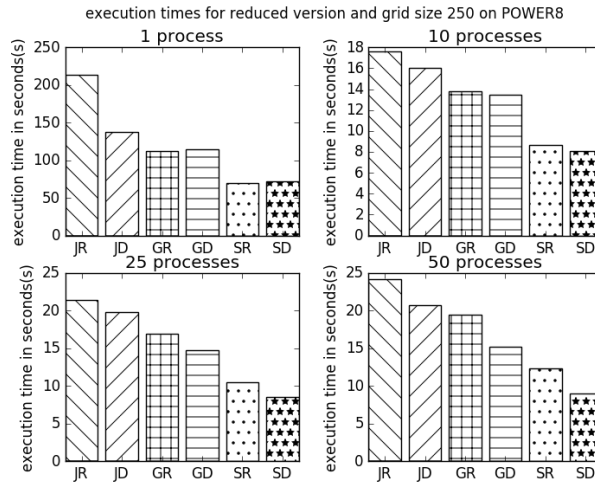 execution times for reduced version and grid size 250 on POWER8
1 process
execution time in seconds(s)
250
200
150
100
50
0
JR JD GR GD SR SD
10 processes
execution time in seconds(s)
18
16
14
12
10
8
6
4
2
0
JR JD GR GD SR SD
25 processes
execution time in seconds(s)
25
20
15
10
5
0
JR JD GR GD SR SD
50 processes
execution time in seconds(s)
25
20
15
10
5
0
JR JD GR GD SR SD